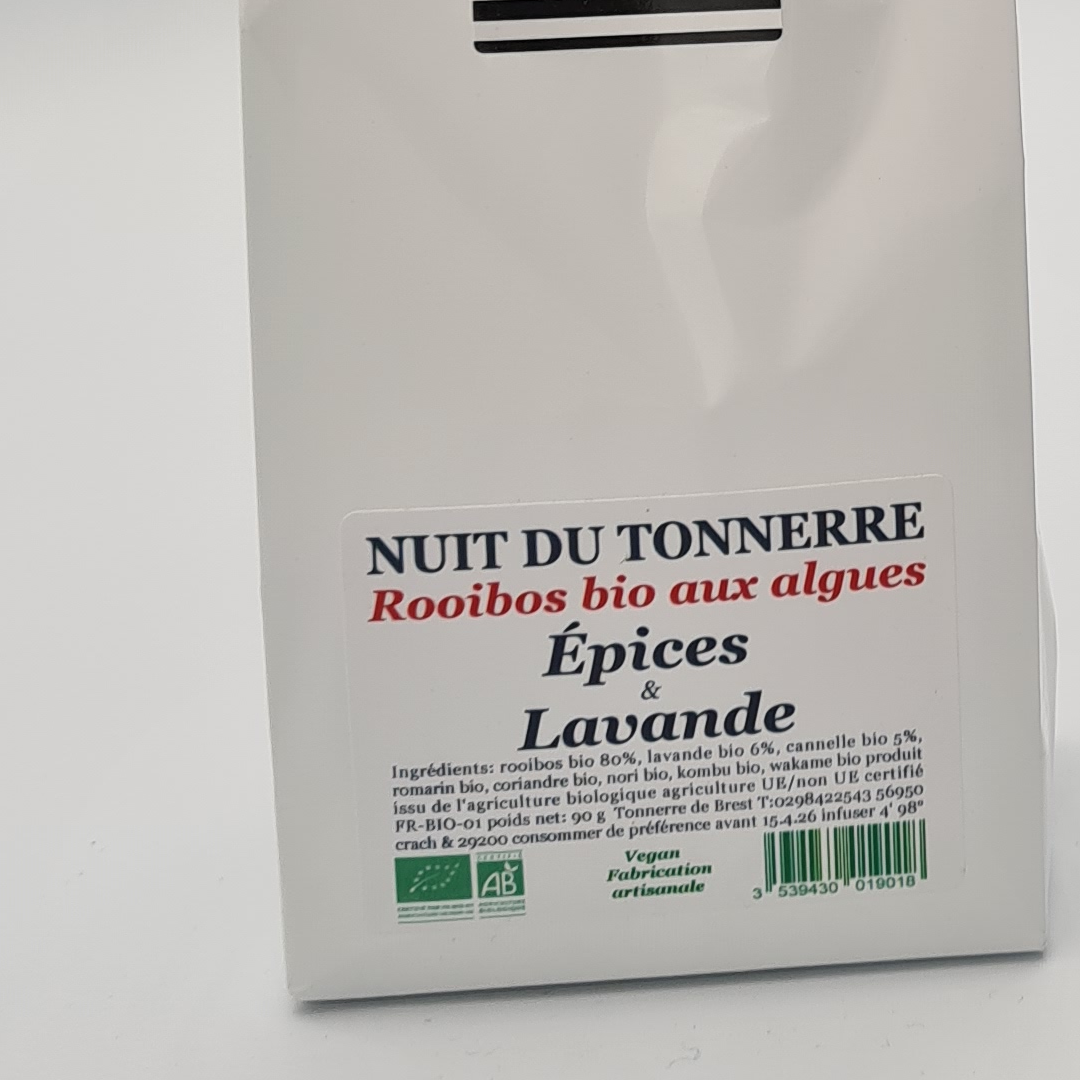 NUIT DU TONNERRE
Rooibos bio aux algues
Épices
&
Lavande
Ingrédients: rooibos bio 80%, lavande bio 6%, cannelle bio 5%,
romarin bio, coriandre bio, nori bio, kombu bio, wakame bio produit
issu de l'agriculture biologique agriculture UE/non UE certifié
FR-BIO-01 poids net: 90 g Tonnerre de Brest T:0298422543 56950
crach & 29200 consommer de préférence avant 15.4.26 infuser 4' 98°
AB
Vegan
Fabrication
artisanale
3 539430 019018